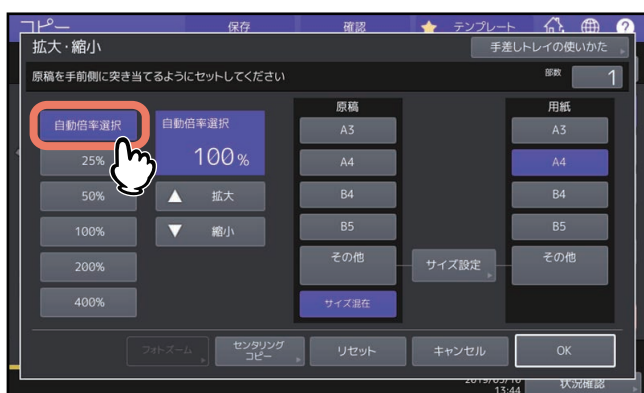 コピー 保存 確認 テンプレート ?
拡大・縮小 手差しトレイの使いかた
原稿を手前側に突き当てるようにセットしてください 部数 1
原稿 用紙
自動倍率選択 自動倍率選択 A3 A3
25% 100% A4 A4
50% 拡大 B4 B4
100% 縮小 B5 B5
200% その他 サイズ設定 その他
400% サイズ混在
フォトズーム センタリング
コピー リセット キャンセル OK
13:44 状況確認